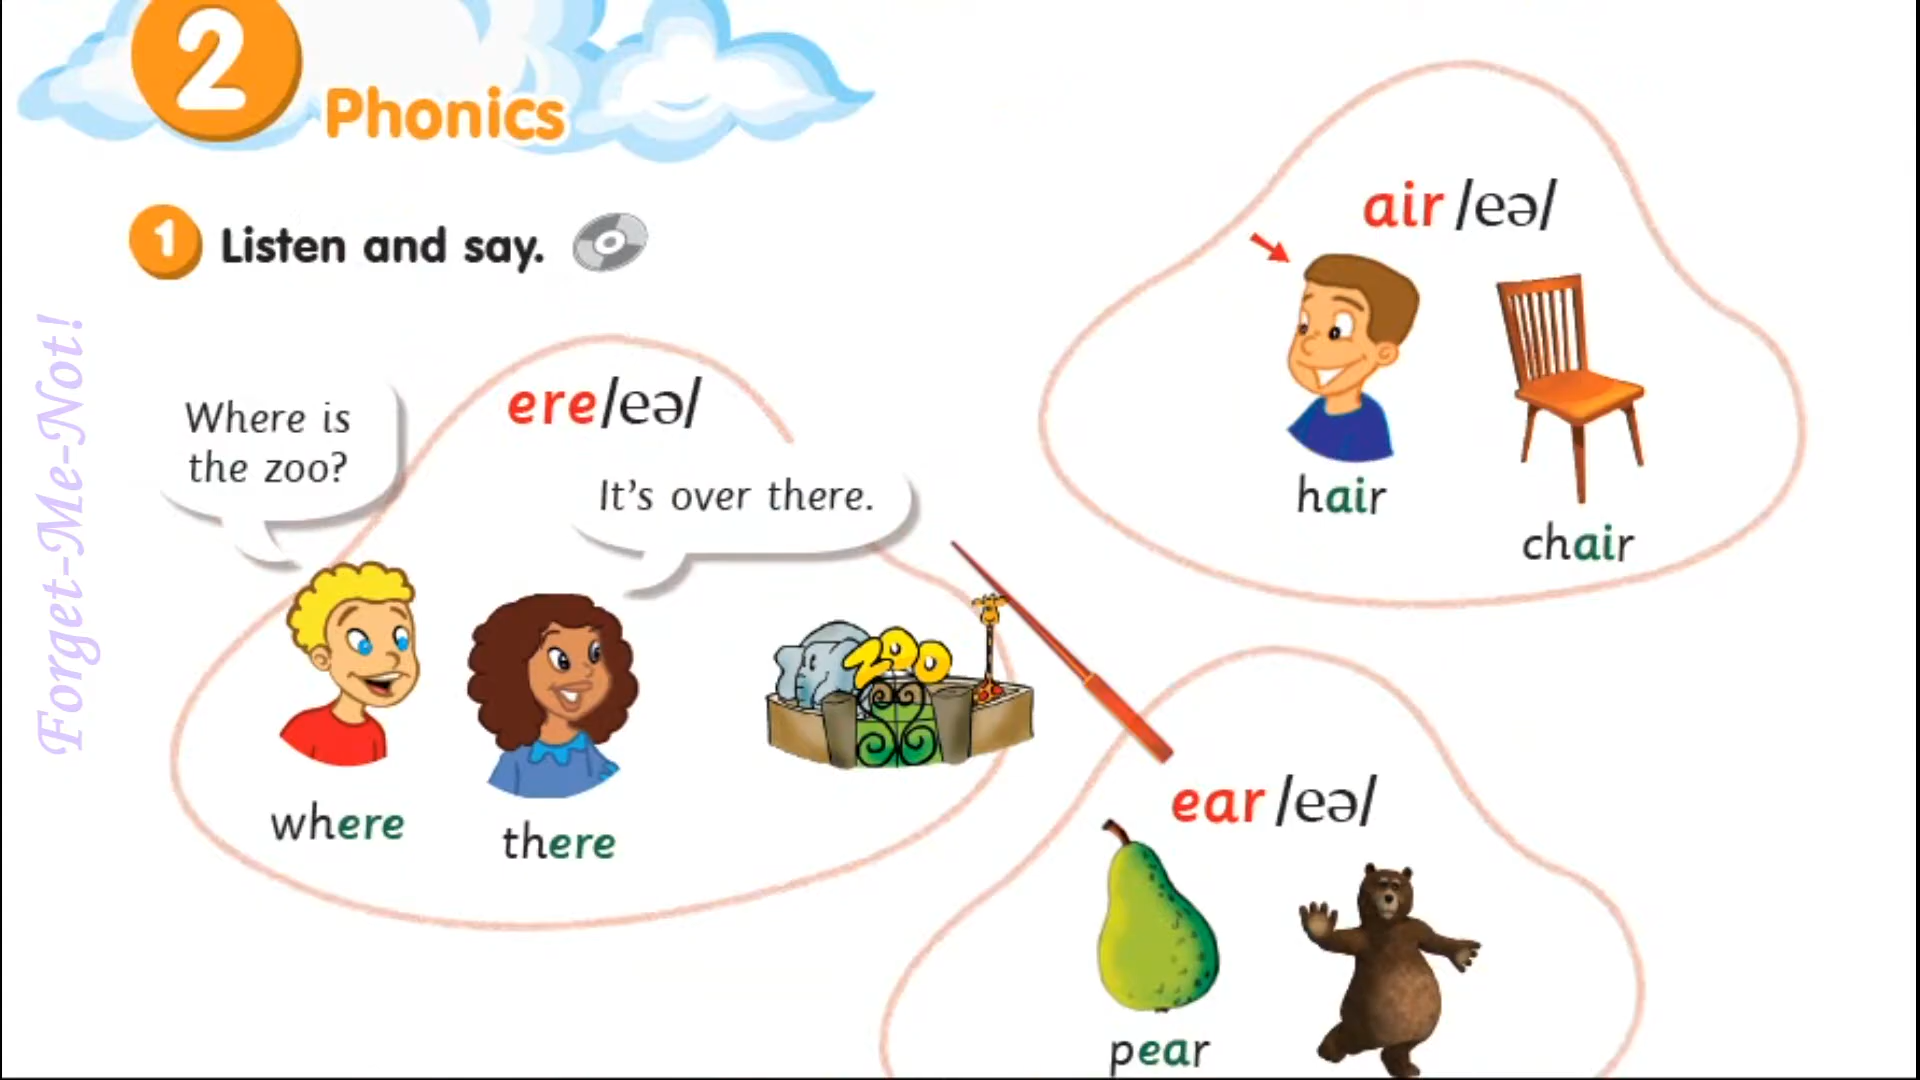 2
Phonics
1 Listen and say.
Forget-Me-Not!
ere /eə/
Where is
the zoo?
It's over there.
ZOO
where
there
air /eə/
hair
chair
ear /eə/
pear